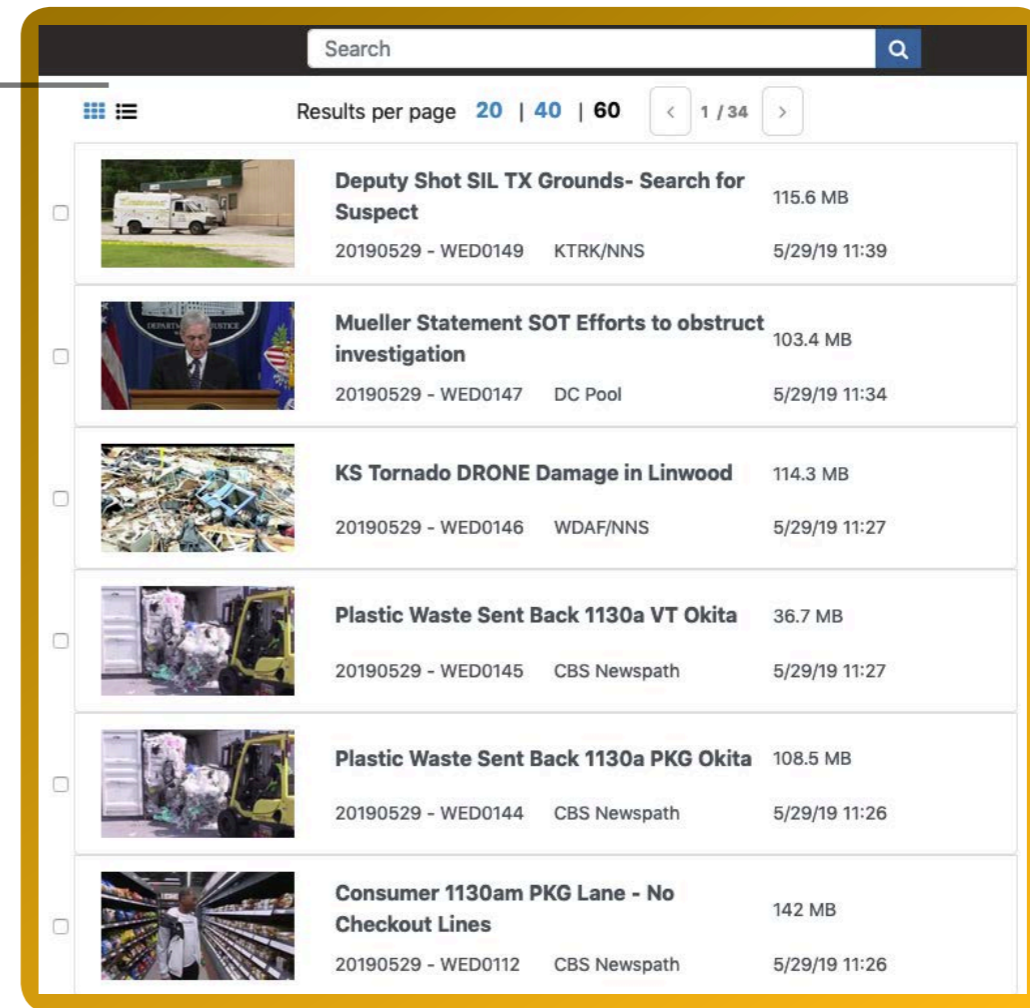 Search
Results per page 20 | 40 | 60 < 1 / 34 >
Deputy Shot SIL TX Grounds- Search for
Suspect
115.6 MB
20190529 - WED0149 KTRK/NNS 5/29/19 11:39
Mueller Statement SOT Efforts to obstruct
investigation
103.4 MB
20190529 - WED0147 DC Pool 5/29/19 11:34
KS Tornado DRONE Damage in Linwood 114.3 MB
20190529 - WED0146 WDAF/NNS 5/29/19 11:27
Plastic Waste Sent Back 1130a VT Okita 36.7 MB
20190529 - WED0145 CBS Newspath 5/29/19 11:27
Plastic Waste Sent Back 1130a PKG Okita 108.5 MB
20190529 - WED0144 CBS Newspath 5/29/19 11:26
Consumer 1130am PKG Lane - No
Checkout Lines
142 MB
20190529 - WED0112 CBS Newspath 5/29/19 11:26